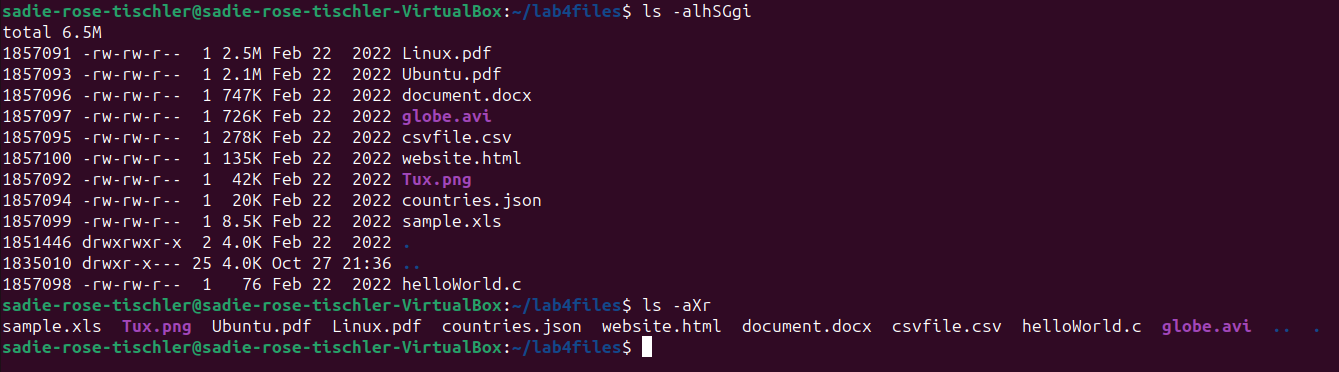 sadie-rose-tischler@sadie-rose-tischler-VirtualBox:~/lab4files$ ls -alhSGgi
total 6.5M
1857091 -rw-rw-r--  1 2.5M Feb 22  2022 Linux.pdf
1857093 -rw-rw-r--  1 2.1M Feb 22  2022 Ubuntu.pdf
1857096 -rw-rw-r--  1 747K Feb 22  2022 document.docx
1857097 -rw-rw-r--  1 726K Feb 22  2022 globe.avi
1857095 -rw-rw-r--  1 278K Feb 22  2022 csvfile.csv
1857100 -rw-rw-r--  1 135K Feb 22  2022 website.html
1857092 -rw-rw-r--  1  42K Feb 22  2022 Tux.png
1857094 -rw-rw-r--  1  20K Feb 22  2022 countries.json
1857099 -rw-rw-r--  1 8.5K Feb 22  2022 sample.xls
1851446 drwxrwxr-x  2 4.0K Feb 22  2022 .
1835010 drwxr-x--- 25 4.0K Oct 27 21:36 ..
1857098 -rw-rw-r--  1   76 Feb 22  2022 helloWorld.c
sadie-rose-tischler@sadie-rose-tischler-VirtualBox:~/lab4files$ ls -aXr
sample.xls  Tux.png  Ubuntu.pdf  Linux.pdf  countries.json  website.html  document.docx  csvfile.csv  helloWorld.c  globe.avi  ..  .
sadie-rose-tischler@sadie-rose-tischler-VirtualBox:~/lab4files$